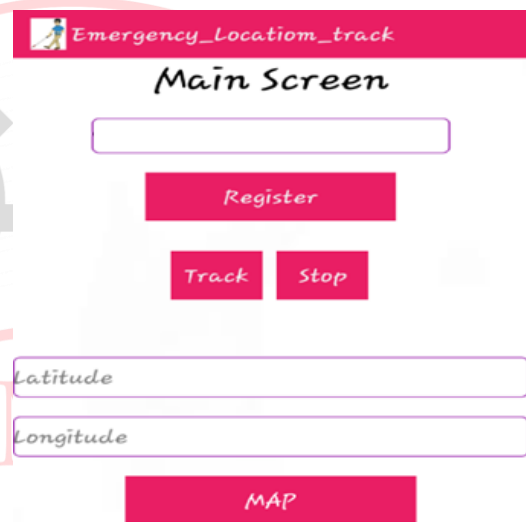 Emergency_Locatiom_track
Main Screen
Register
Track Stop
Latitude
Longitude
MAP